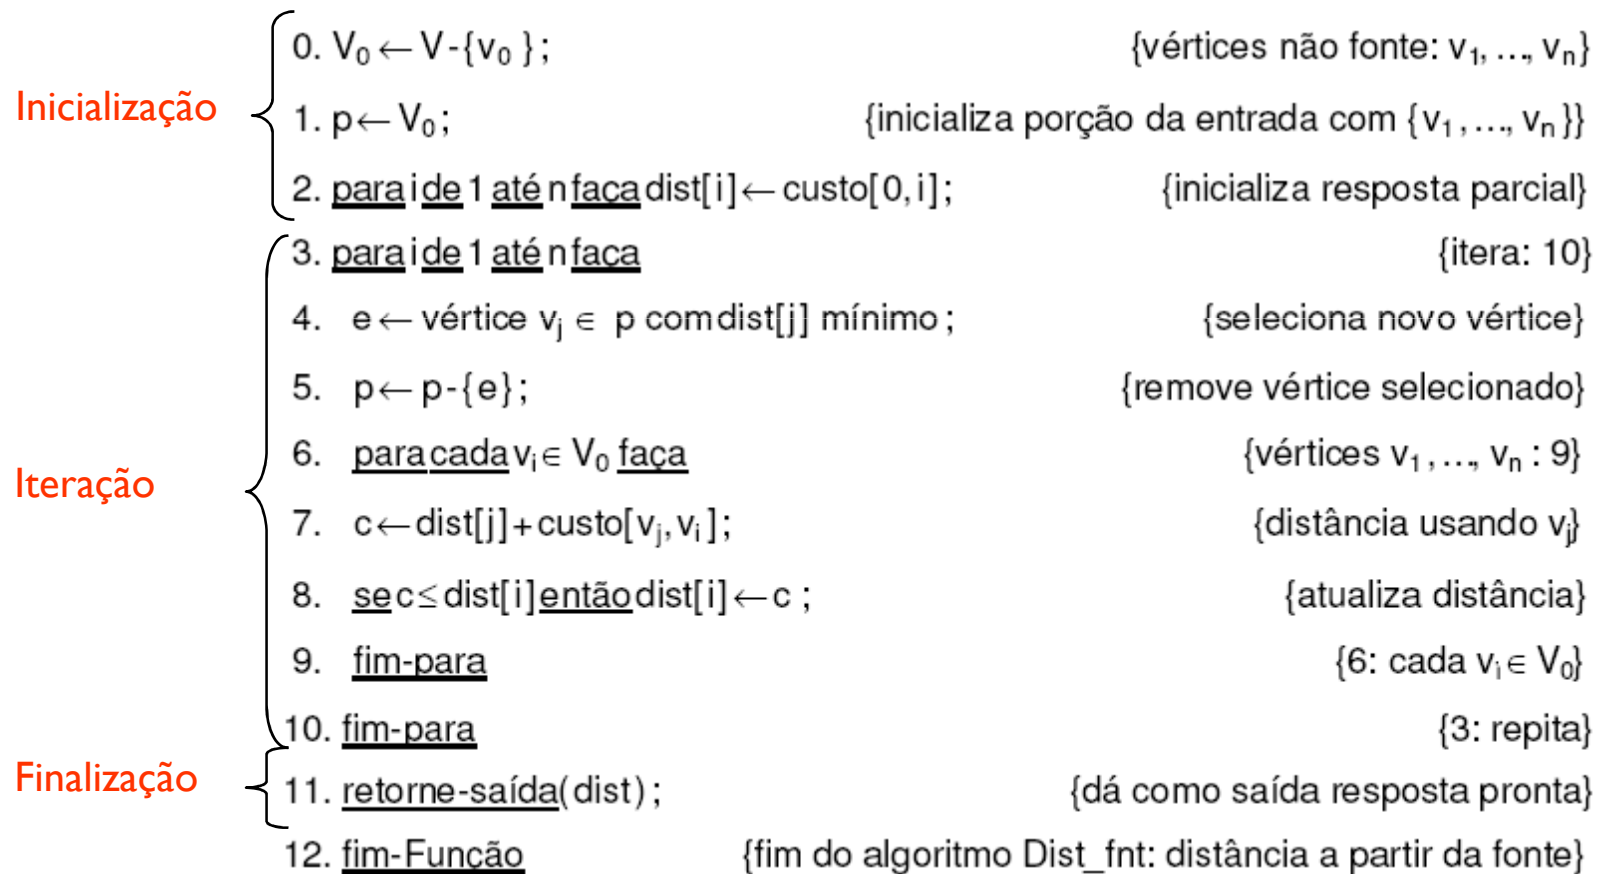 0. V₀ ← V-{v₀ }; {vértices não fonte: v₁, ..., vₙ}
Inicialização
1. p ← V₀; {inicializa porção da entrada com {v₁, ..., vₙ}}
2. para i de 1 até n faça dist[i] ← custo[0, i]; {inicializa resposta parcial}
3. para i de 1 até n faça {itera: 10}
4. e ← vértice vⱼ ∈ p com dist[j] mínimo; {seleciona novo vértice}
5. p ← p-{e}; {remove vértice selecionado}
6. para cada vᵢ ∈ V₀ faça {vértices v₁, ..., vₙ : 9}
Iteração
7. c ← dist[j]+custo[vⱼ, vᵢ]; {distância usando vⱼ}
8. se c ≤ dist[i] então dist[i] ← c ; {atualiza distância}
9. fim-para {6: cada vᵢ ∈ V₀}
10. fim-para {3: repita}
Finalização
11. retorne-saída(dist); {dá como saída resposta pronta}
12. fim-Função {fim do algoritmo Dist_fnt: distância a partir da fonte}